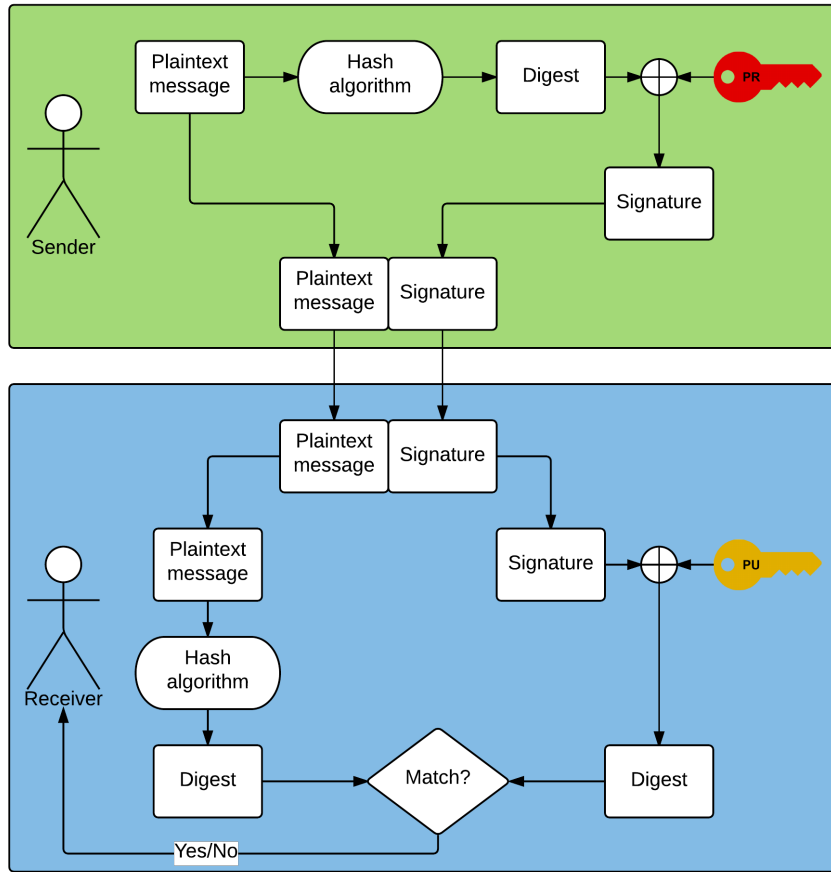 Plaintext
message
Hash
algorithm
Digest
PR
Signature
Sender
Plaintext
message
Signature
Plaintext
message
Signature
Plaintext
message
Signature
PU
Hash
algorithm
Receiver
Digest
Match?
Digest
Yes/No